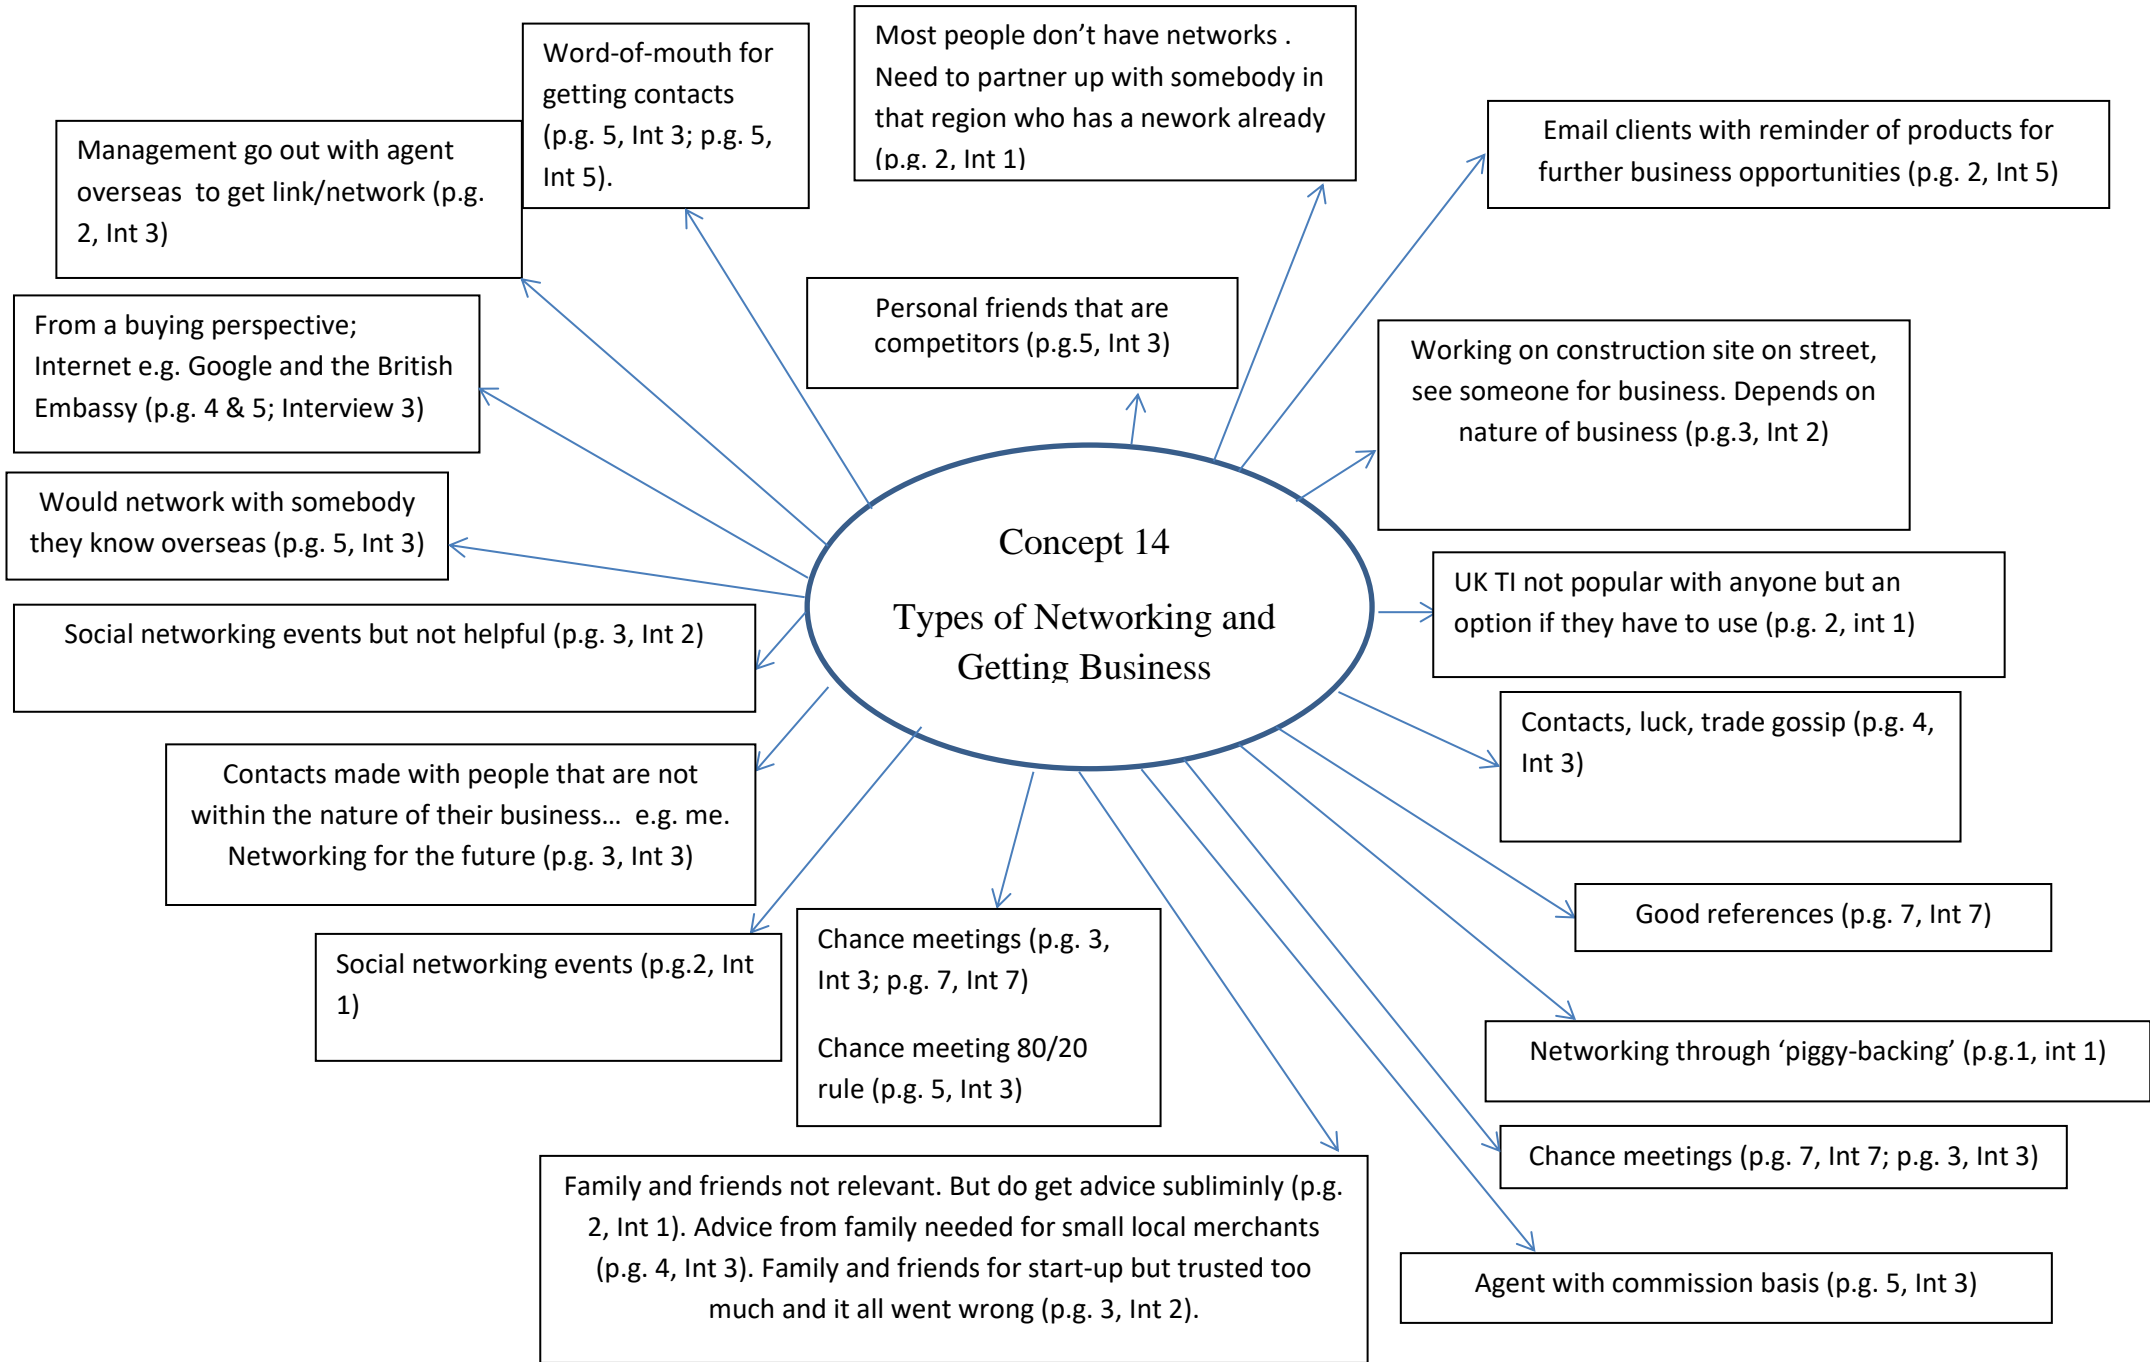 Word-of-mouth for
getting contacts
(p.g. 5, Int 3; p.g. 5,
Int 5).
Most people don’t have networks .
Need to partner up with somebody in
that region who has a nework already
(p.g. 2, Int 1)
Email clients with reminder of products for
further business opportunities (p.g. 2, Int 5)
Management go out with agent
overseas  to get link/network (p.g.
2, Int 3)
Personal friends that are
competitors (p.g.5, Int 3)
From a buying perspective;
Internet e.g. Google and the British
Embassy (p.g. 4 & 5; Interview 3)
Working on construction site on street,
see someone for business. Depends on
nature of business (p.g.3, Int 2)
Would network with somebody
they know overseas (p.g. 5, Int 3)
Concept 14
Types of Networking and
Getting Business
UK TI not popular with anyone but an
option if they have to use (p.g. 2, int 1)
Social networking events but not helpful (p.g. 3, Int 2)
Contacts, luck, trade gossip (p.g. 4,
Int 3)
Contacts made with people that are not
within the nature of their business…  e.g. me.
Networking for the future (p.g. 3, Int 3)
Good references (p.g. 7, Int 7)
Social networking events (p.g.2, Int
1)
Chance meetings (p.g. 3,
Int 3; p.g. 7, Int 7)
Chance meeting 80/20
rule (p.g. 5, Int 3)
Networking through ‘piggy-backing’ (p.g.1, int 1)
Chance meetings (p.g. 7, Int 7; p.g. 3, Int 3)
Family and friends not relevant. But do get advice subliminly (p.g.
2, Int 1). Advice from family needed for small local merchants
(p.g. 4, Int 3). Family and friends for start-up but trusted too
much and it all went wrong (p.g. 3, Int 2).
Agent with commission basis (p.g. 5, Int 3)